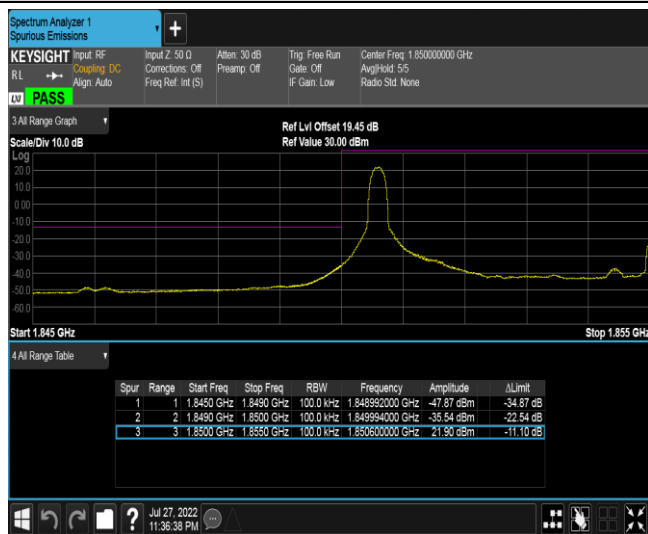 Spectrum Analyzer 1
Spurious Emissions
+
KEYSIGHT Input: RF Input Z: 50 Ω Atten: 30 dB Trig: Free Run Center Freq: 1.850000000 GHz
RL Coupling: DC Corrections: Off Preamp: Off Gate: Off Avg|Hold: 5/5
Align: Auto Freq Ref: Int (S) IF Gain: Low Radio Std: None
LXI PASS
3 All Range Graph
Ref Lvl Offset 19.45 dB
Scale/Div 10.0 dB Ref Value 30.00 dBm
Log
20.0
10.0
0.00
-10.0
-20.0
-30.0
-40.0
-50.0
-60.0
Start 1.845 GHz Stop 1.855 GHz
4 All Range Table
Spur Range Start Freq Stop Freq RBW Frequency Amplitude ΔLimit
1 1 1.8450 GHz 1.8490 GHz 100.0 kHz 1.848992000 GHz -47.87 dBm -34.87 dB
2 2 1.8490 GHz 1.8500 GHz 100.0 kHz 1.849994000 GHz -35.54 dBm -22.54 dB
3 3 1.8500 GHz 1.8550 GHz 100.0 kHz 1.850600000 GHz 21.90 dBm -11.10 dB
? Jul 27, 2022
11:36:38 PM